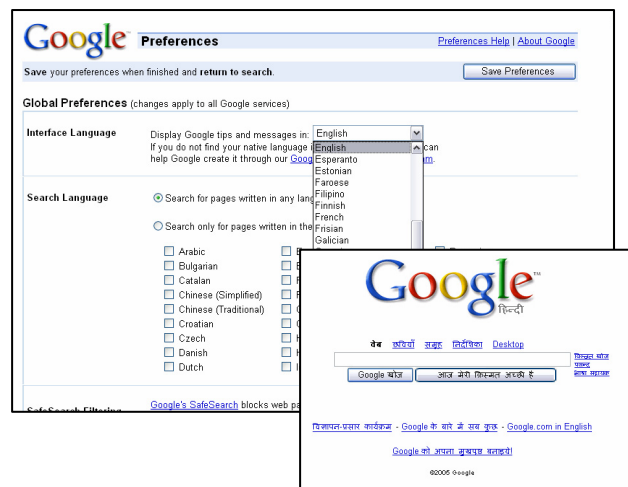 Google™ Preferences
Preferences Help | About Google
Save your preferences when finished and return to search.
Save Preferences
Global Preferences (changes apply to all Google services)
Interface Language
Display Google tips and messages in: English
If you do not find your native language
can
help Google create it through our
English
Esperanto
Estonian
Faroese
Filipino
Finnish
French
Frisian
Galician
Search Language
Search for pages written in any
Search only for pages written in the
Arabic
Bulgarian
Catalan
Chinese (Simplified)
Chinese (Traditional)
Croatian
Czech
Danish
Dutch
SafeSearch Filtering
Google's SafeSearch blocks web
Google™
हिन्दी
वेब छवियाँ समूह निर्देशिका Desktop
Google खोज
आज मेरी किस्मत अच्छी है
विज्ञापन-प्रसार कार्यक्रम - Google के बारे मे सब कुछ - Google.com in English
Google को अपना मुखपृष्ठ बनाइये!
©2005 Google